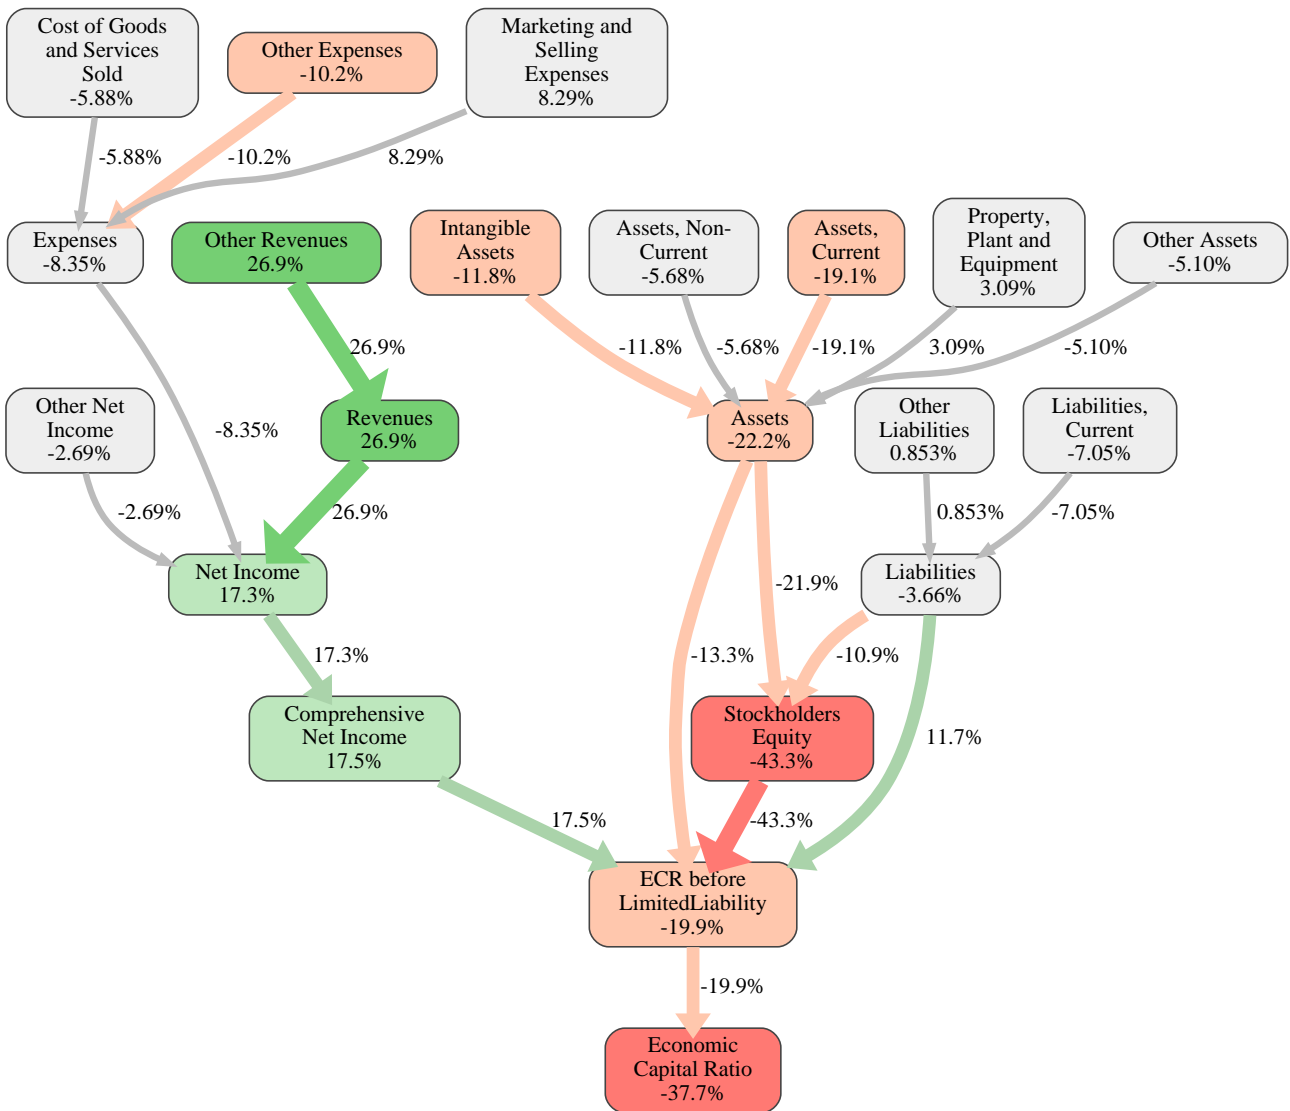 Cost of Goods
and Services
Sold
-5.88%
Other Expenses
-10.2%
Marketing and
Selling
Expenses
8.29%
-5.88%
-10.2%
8.29%
Expenses
-8.35%
Other Revenues
26.9%
Intangible
Assets
-11.8%
Assets, Non-
Current
-5.68%
Assets,
Current
-19.1%
Property,
Plant and
Equipment
3.09%
Other Assets
-5.10%
26.9%
-11.8%
-5.68%
-19.1%
3.09%
-5.10%
Other Net
Income
-2.69%
-8.35%
Revenues
26.9%
Assets
-22.2%
Other
Liabilities
0.853%
Liabilities,
Current
-7.05%
-2.69%
26.9%
0.853%
-7.05%
Net Income
17.3%
-21.9%
Liabilities
-3.66%
17.3%
-13.3%
-10.9%
Comprehensive
Net Income
17.5%
Stockholders
Equity
-43.3%
11.7%
17.5%
-43.3%
ECR before
LimitedLiability
-19.9%
-19.9%
Economic
Capital Ratio
-37.7%